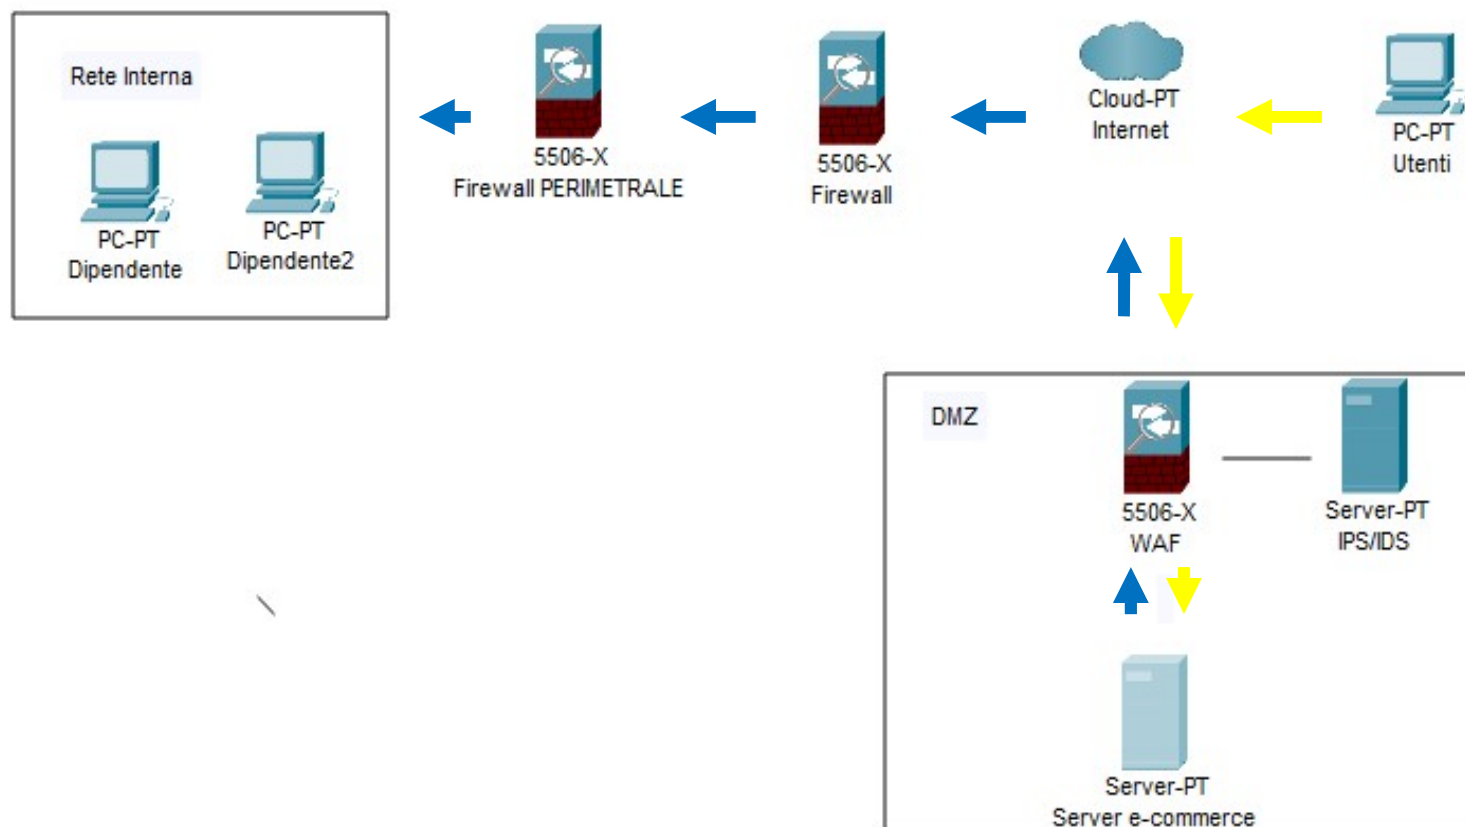 Rete Interna
PC-PT
Dipendente
PC-PT
Dipendente2
5506-X
Firewall PERIMETRALE
5506-X
Firewall
Cloud-PT
Internet
PC-PT
Utenti
DMZ
5506-X
WAF
Server-PT
IPS/IDS
Server-PT
Server e-commerce